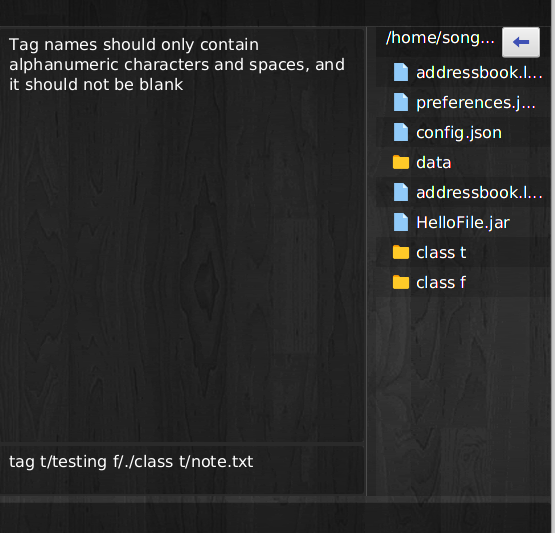 Tag names should only contain
alphanumeric characters and spaces, and
it should not be blank
tag t/testing f/./class t/note.txt
/home/song...
addressbook.l...
preferences.j...
config.json
data
addressbook.l...
HelloFile.jar
class t
class f